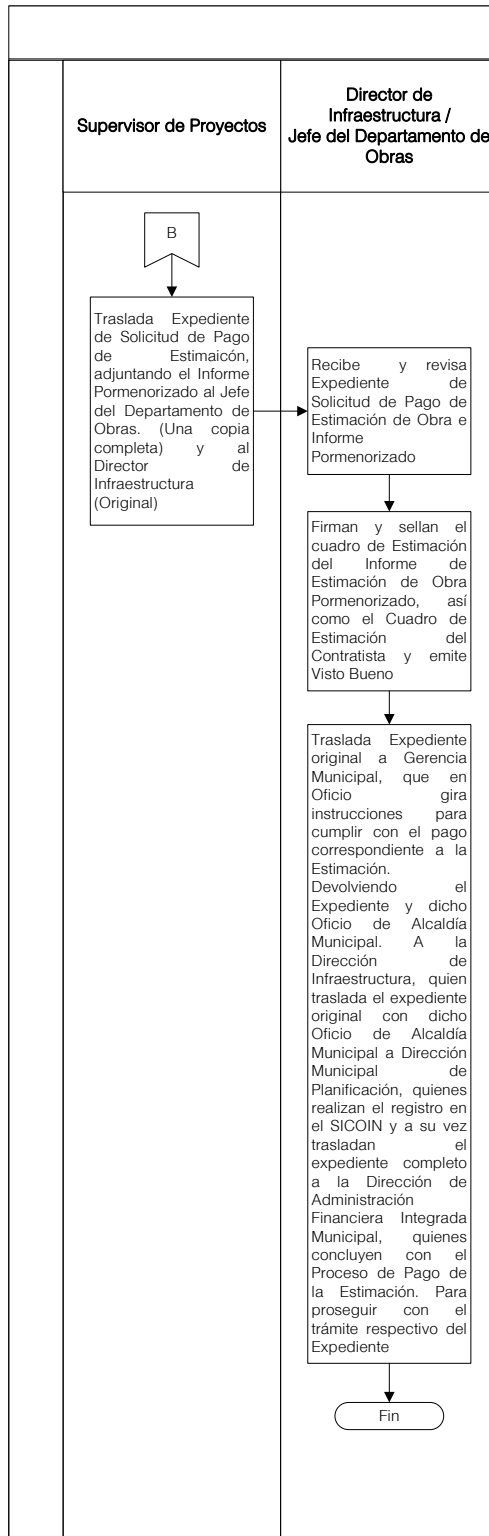 Supervisor de Proyectos
Director de
Infraestructura /
Jefe del Departamento de
Obras
B
Traslada Expediente
de Solicitud de Pago
de Estimaicón,
adjuntando el Informe
Pormenorizado al Jefe
del Departamento de
Obras. (Una copia
completa) y al
Director de
Infraestructura
(Original)
Recibe y revisa
Expediente de
Solicitud de Pago de
Estimación de Obra e
Informe
Pormenorizado
Firman y sellan el
cuadro de Estimación
del Informe de
Estimación de Obra
Pormenorizado, así
como el Cuadro de
Estimación del
Contratista y emite
Visto Bueno
Traslada Expediente
original a Gerencia
Municipal, que en
Oficio gira
instrucciones para
cumplir con el pago
correspondiente a la
Estimación.
Devolviendo el
Expediente y dicho
Oficio de Alcaldía
Municipal. A la
Dirección de
Infraestructura, quien
traslada el expediente
original con dicho
Oficio de Alcaldía
Municipal a Dirección
Municipal de
Planificación, quienes
realizan el registro en
el SICOIN y a su vez
trasladan el
expediente completo
a la Dirección de
Administración
Financiera Integrada
Municipal, quienes
concluyen con el
Proceso de Pago de
la Estimación. Para
proseguir con el
trámite respectivo del
Expediente
Fin